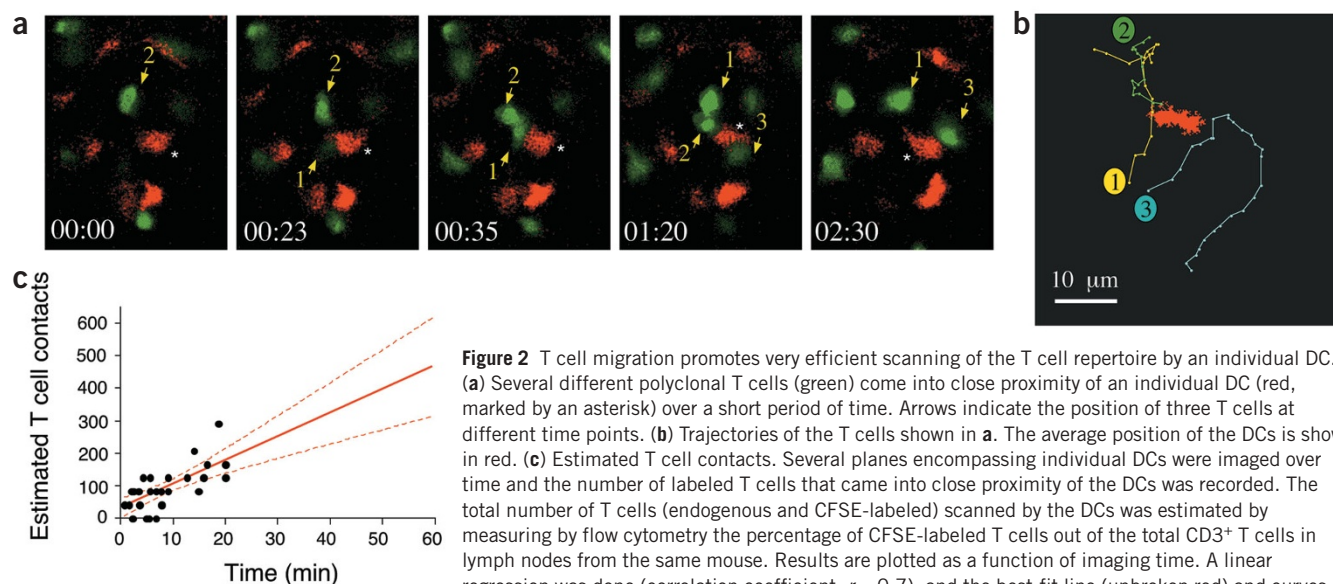 a
2
2
2
1
1
1
3
2
1
3
*
*
*
*
*
00:00
00:23
00:35
01:20
02:30
b
2
1
3
10 μm
c
Estimated T cell contacts
600
500
400
300
200
100
0
0 10 20 30 40 50 60
Time (min)
Figure 2 T cell migration promotes very efficient scanning of the T cell repertoire by an individual DC.
(a) Several different polyclonal T cells (green) come into close proximity of an individual DC (red,
marked by an asterisk) over a short period of time. Arrows indicate the position of three T cells at
different time points. (b) Trajectories of the T cells shown in a. The average position of the DCs is
in red. (c) Estimated T cell contacts. Several planes encompassing individual DCs were imaged over
time and the number of labeled T cells that came into close proximity of the DCs was recorded. The
total number of T cells (endogenous and CFSE-labeled) scanned by the DCs was estimated by
measuring by flow cytometry the percentage of CFSE-labeled T cells out of the total CD3⁺ T cells in
lymph nodes from the same mouse. Results are plotted as a function of imaging time. A linear